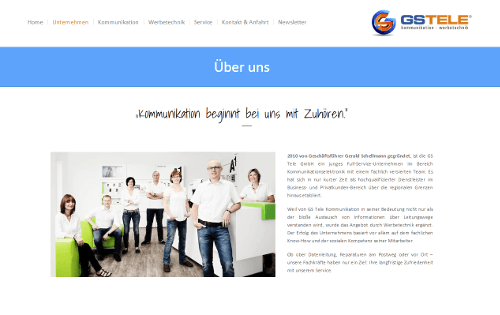 Home Unternehmen Kommunikation Werbetechnik Service Kontakt & Anfahrt Newsletter
GSTELE
kommunikation · werbetechnik
Über uns
„Kommunikation beginnt bei uns mit Zuhören."
2010 von Geschäftsführer Gerald Schellmann gegründet, ist die GS
Tele GmbH ein junges Full-Service-Unternehmen im Bereich
Kommunikationselektronik mit einem fachlich versierten Team. Es
hat sich in nur kurzer Zeit als hochqualifizierter Dienstleister im
Business- und Privatkunden-Bereich über die regionalen Grenzen
hinaus etabliert.
Weil von GS Tele Kommunikation in seiner Bedeutung nicht nur als
der bloße Austausch von Informationen über Leitungswege
verstanden wird, wurde das Angebot durch Werbetechnik ergänzt.
Der Erfolg des Unternehmens basiert vor allem auf dem fachlichen
Know-How und der sozialen Kompetenz seiner Mitarbeiter.
Ob über Datenleitung, Reparaturen am Postweg oder vor Ort –
unsere Fachkräfte haben nur ein Ziel: Ihre langfristige Zufriedenheit
mit unserem Service.